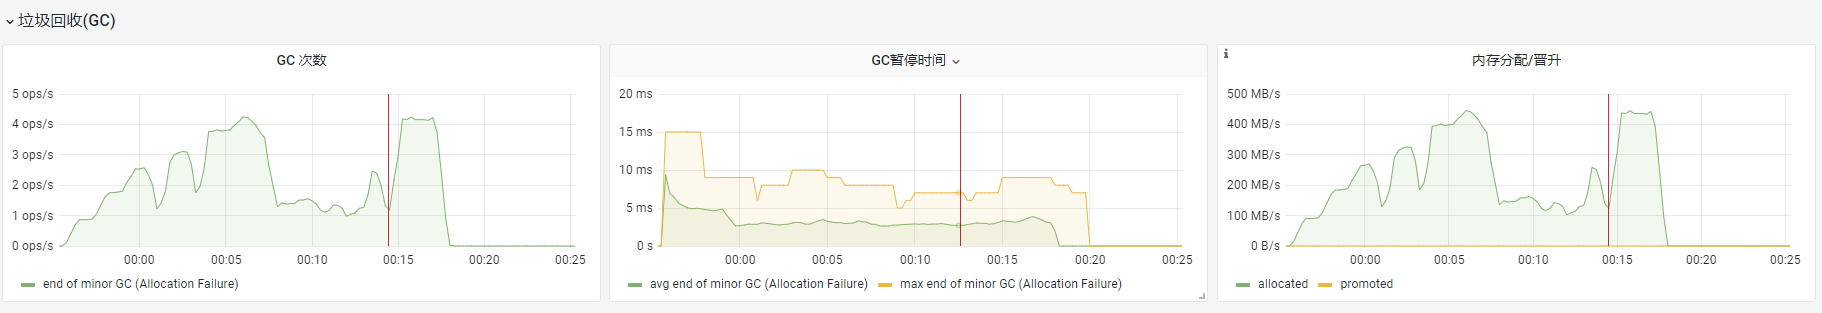 垃圾回收(GC)
GC 次数
5 ops/s
4 ops/s
3 ops/s
2 ops/s
1 ops/s
0 ops/s
00:00 00:05 00:10 00:15 00:20 00:25
end of minor GC (Allocation Failure)
GC暂停时间
20 ms
15 ms
10 ms
5 ms
0 s
00:00 00:05 00:10 00:15 00:20 00:25
avg end of minor GC (Allocation Failure) max end of minor GC (Allocation Failure)
i
内存分配/晋升
500 MB/s
400 MB/s
300 MB/s
200 MB/s
100 MB/s
0 B/s
00:00 00:05 00:10 00:15 00:20 00:25
allocated promoted